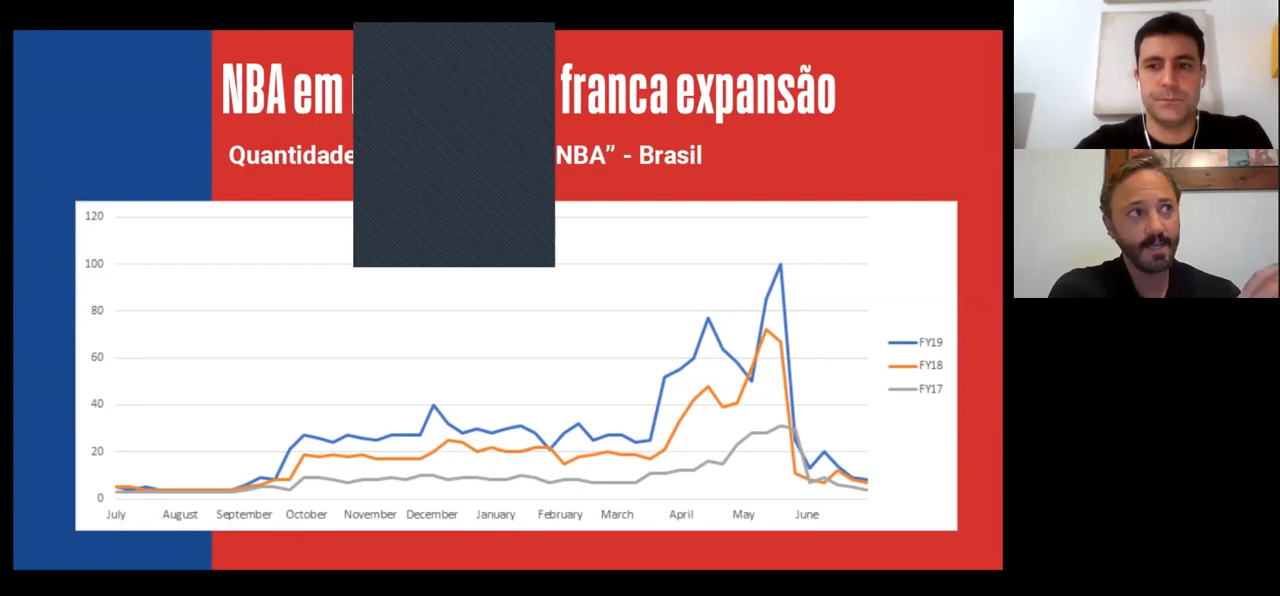 NBA em franca expansão
Quantidade NBA” - Brasil
120
100
80
60
40
20
0
July August September October November December January February March April May June
FY19
FY18
FY17